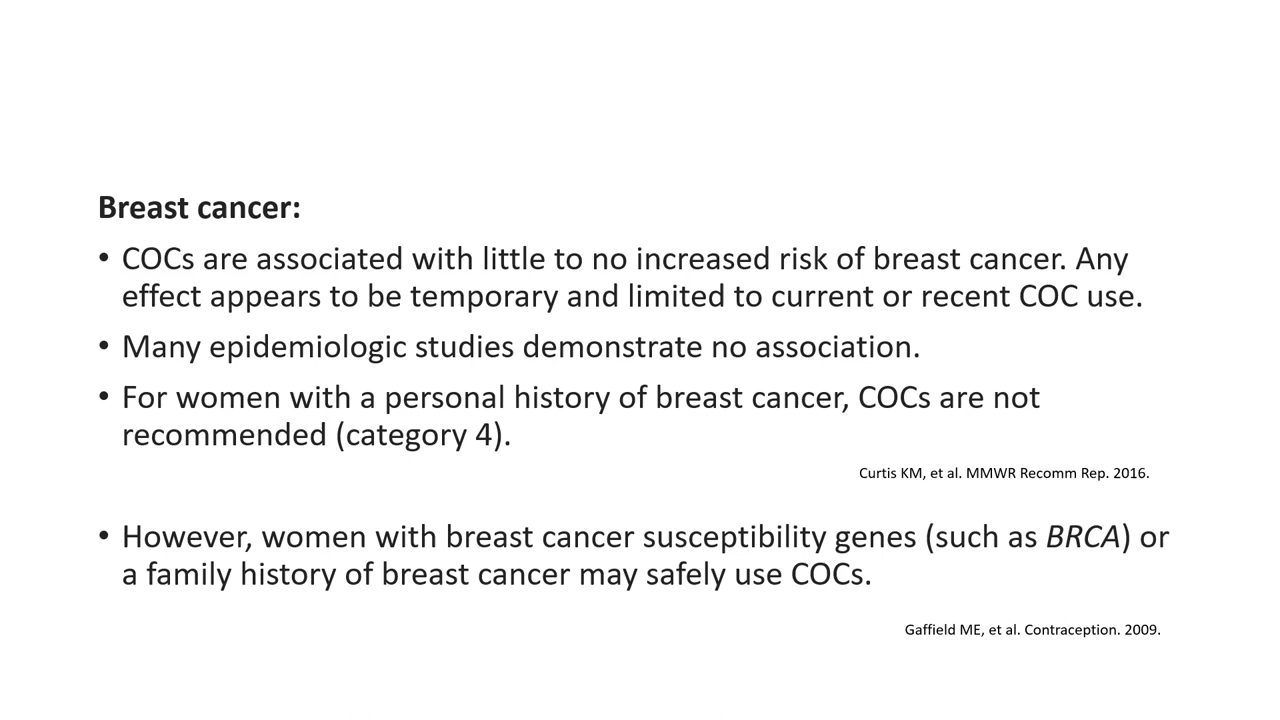 Breast cancer:
• COCs are associated with little to no increased risk of breast cancer. Any
effect appears to be temporary and limited to current or recent COC use.
• Many epidemiologic studies demonstrate no association.
• For women with a personal history of breast cancer, COCs are not
recommended (category 4).
Curtis KM, et al. MMWR Recomm Rep. 2016.
• However, women with breast cancer susceptibility genes (such as BRCA) or
a family history of breast cancer may safely use COCs.
Gaffield ME, et al. Contraception. 2009.